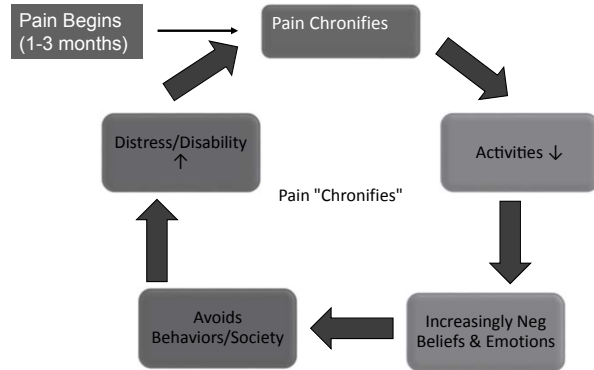 Pain Begins
(1-3 months)
Pain Chronifies
Distress/Disability
↑
Activities ↓
Pain "Chronifies"
Avoids
Behaviors/Society
Increasingly Neg
Beliefs & Emotions